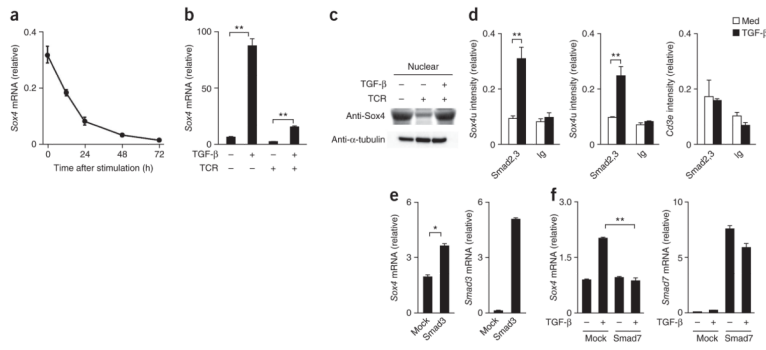 a
Sox4 mRNA (relative)
0.4
0.2
0
0 24 48 72
Time after stimulation (h)
b
Sox4 mRNA (relative)
100
50
0
**
**
TGF-β – + – +
TCR – – + +
c
Nuclear
TGF-β – – +
TCR – + +
Anti-Sox4
Anti-α-tubulin
d
Sox4u intensity (relative)
0.4
0.2
0
**
Smad2,3 Ig
Sox4u intensity (relative)
0.4
0.2
0
**
Smad2,3 Ig
Cd3e intensity (relative)
0.4
0.2
0
Smad2,3 Ig
Med
TGF-β
e
Sox4 mRNA (relative)
6
3
0
*
Mock Smad3
Smad3 mRNA (relative)
6
3
0
Mock Smad3
f
Sox4 mRNA (relative)
3.0
1.5
0
**
TGF-β – + – +
Mock Smad7
Smad7 mRNA (relative)
10
5
0
TGF-β – + – +
Mock Smad7